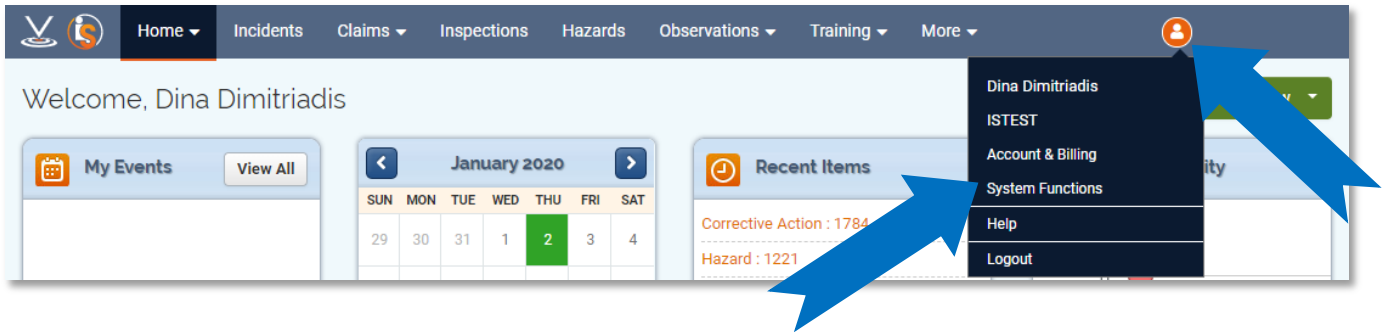 iS Home Incidents Claims Inspections Hazards Observations Training More
Welcome, Dina Dimitriadis
Dina Dimitriadis
ISTEST
Account & Billing
System Functions
Help
Logout
My Events View All
January 2020
SUN MON TUE WED THU FRI SAT
29 30 31 1 2 3 4
Recent Items
Corrective Action : 1784
Hazard : 1221